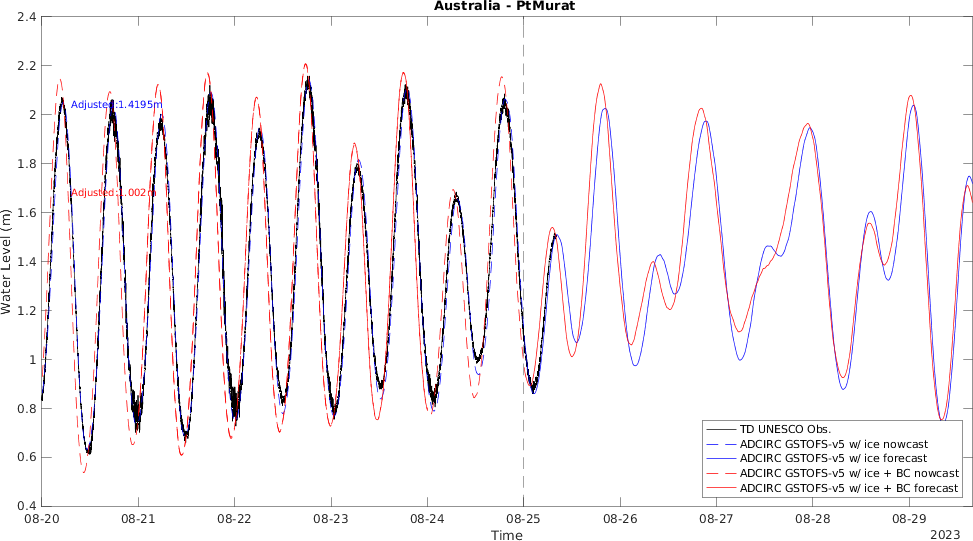 Australia - PtMurat
2.4
2.2
2
1.8
1.6
1.4
1.2
1
0.8
0.6
0.4
Water Level (m)
Adjusted:1.4195m
Adjusted:1.002m
TD UNESCO Obs.
ADCIRC GSTOFS-v5 w/ ice nowcast
ADCIRC GSTOFS-v5 w/ ice forecast
ADCIRC GSTOFS-v5 w/ ice + BC nowcast
ADCIRC GSTOFS-v5 w/ ice + BC forecast
08-20 08-21 08-22 08-23 08-24 08-25 08-26 08-27 08-28 08-29
Time
2023